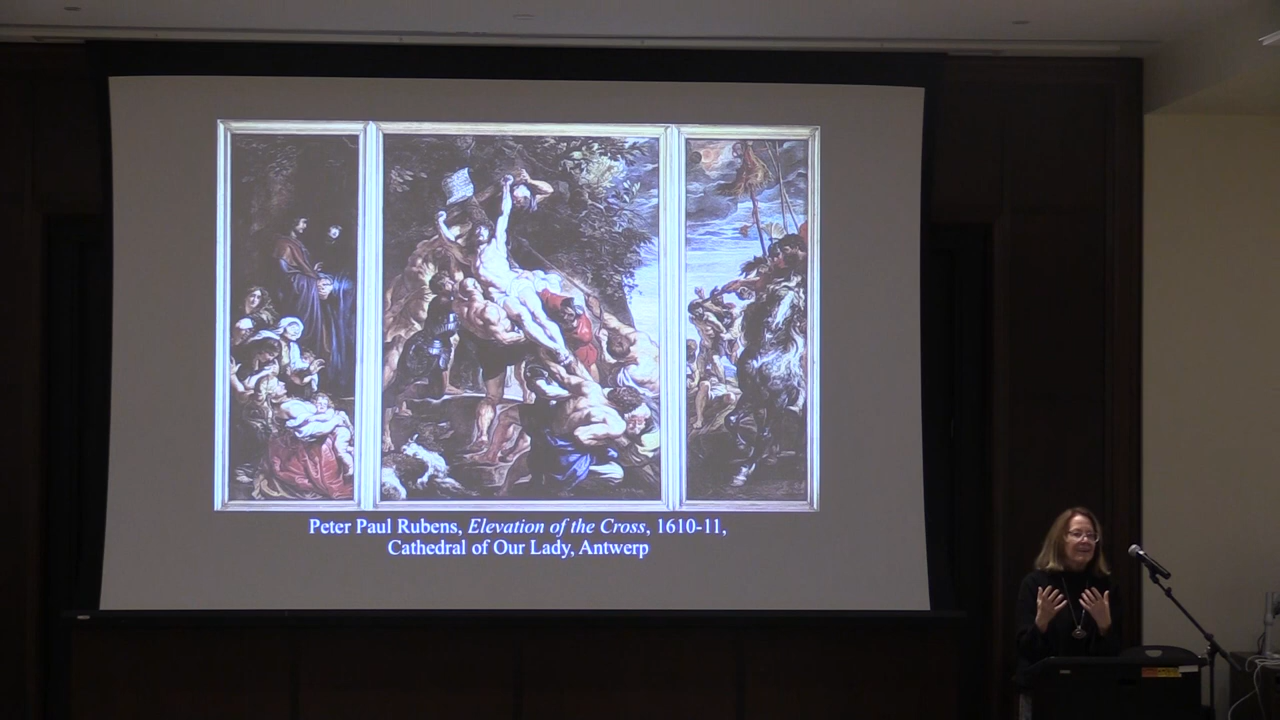 Peter Paul Rubens, Elevation of the Cross, 1610-11,
Cathedral of Our Lady, Antwerp